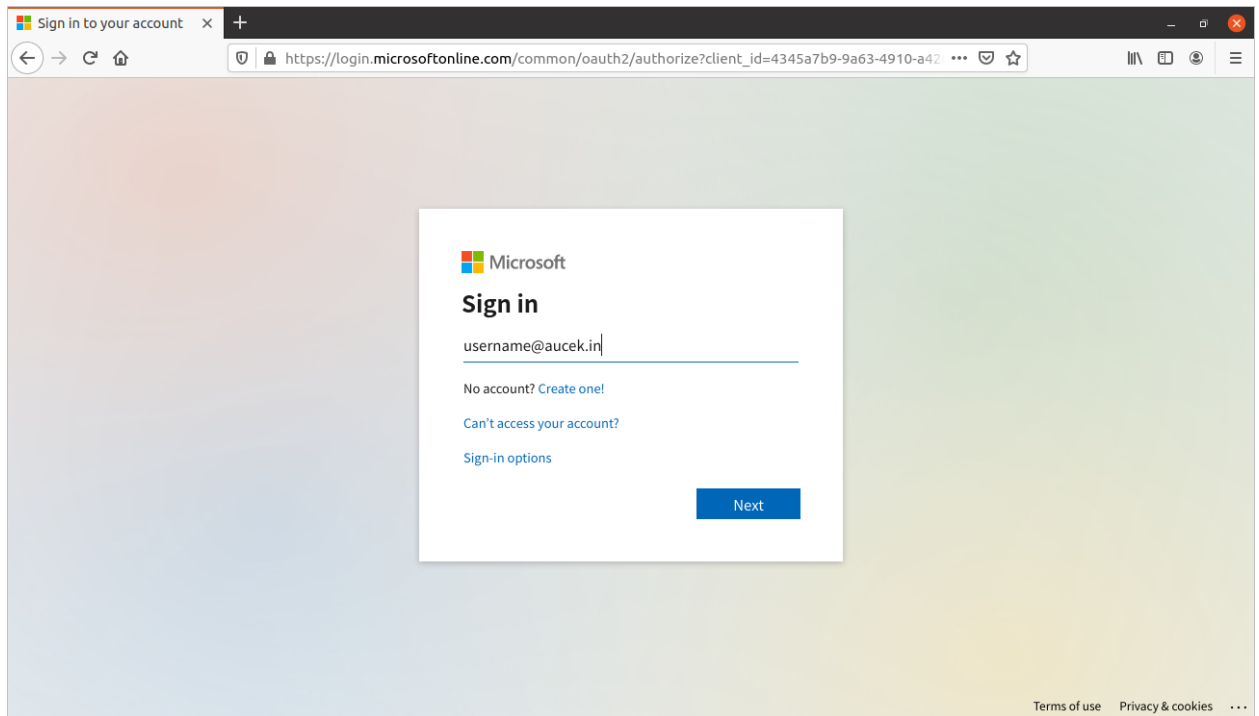 Sign in to your account
https://login.microsoftonline.com/common/oauth2/authorize?client_id=4345a7b9-9a63-4910-a42
Microsoft
Sign in
username@aucek.in
No account? Create one!
Can't access your account?
Sign-in options
Next
Terms of use Privacy & cookies ...